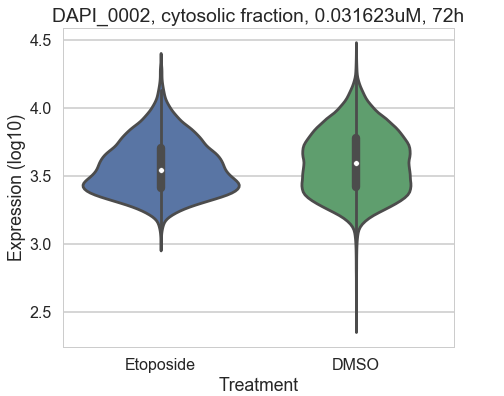 DAPI_0002, cytosolic fraction, 0.031623uM, 72h
Expression (log10)
4.5
4.0
3.5
3.0
2.5
Etoposide DMSO
Treatment